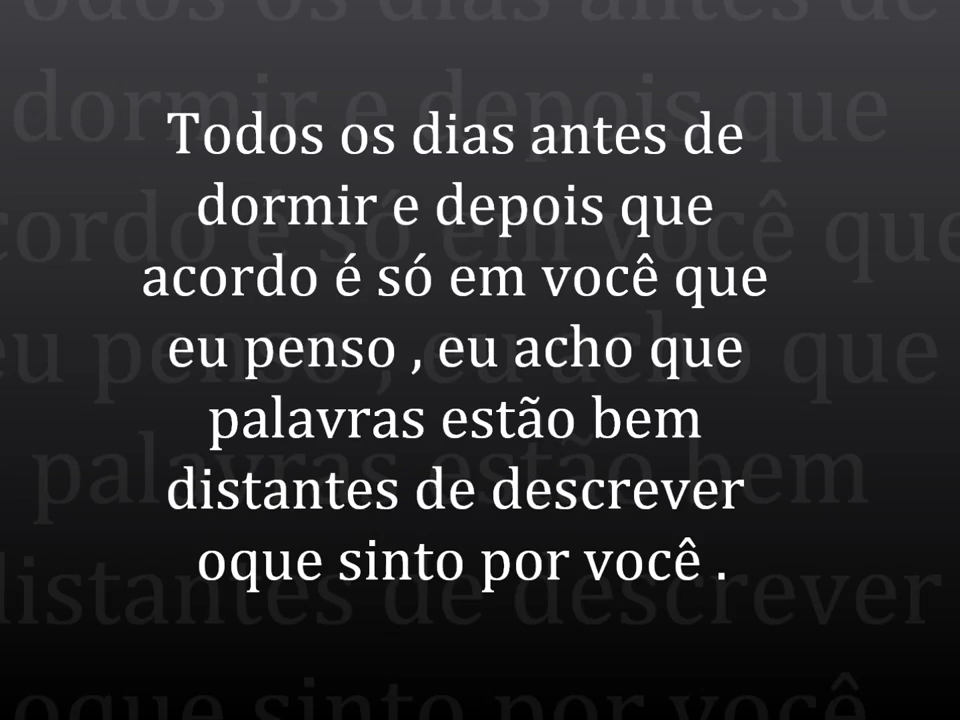 Todos os dias antes de
dormir e depois que
acordo é só em você que
eu penso , eu acho que
palavras estão bem
distantes de descrever
oque sinto por você .